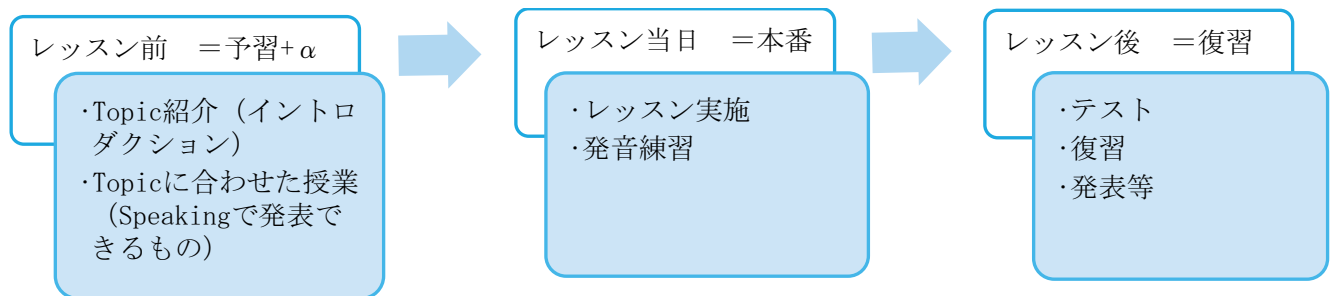 レッスン前　＝予習+α
・Topic紹介（イントロ
ダクション）
・Topicに合わせた授業
（Speakingで発表で
きるもの）
レッスン当日　＝本番
・レッスン実施
・発音練習
レッスン後　＝復習
・テスト
・復習
・発表等